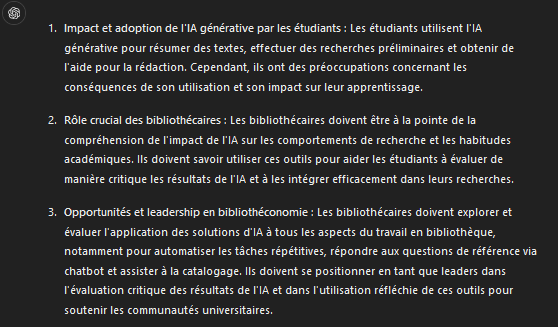 1. Impact et adoption de l'IA générative par les étudiants : Les étudiants utilisent l'IA
générative pour résumer des textes, effectuer des recherches préliminaires et obtenir de
l'aide pour la rédaction. Cependant, ils ont des préoccupations concernant les
conséquences de son utilisation et son impact sur leur apprentissage.
2. Rôle crucial des bibliothécaires : Les bibliothécaires doivent être à la pointe de la
compréhension de l'impact de l'IA sur les comportements de recherche et les habitudes
académiques. Ils doivent savoir utiliser ces outils pour aider les étudiants à évaluer de
manière critique les résultats de l'IA et à les intégrer efficacement dans leurs recherches.
3. Opportunités et leadership en bibliothéconomie : Les bibliothécaires doivent explorer et
évaluer l'application des solutions d'IA à tous les aspects du travail en bibliothèque,
notamment pour automatiser les tâches répétitives, répondre aux questions de référence via
chatbot et assister à la catalogage. Ils doivent se positionner en tant que leaders dans
l'évaluation critique des résultats de l'IA et dans l'utilisation réfléchie de ces outils pour
soutenir les communautés universitaires.